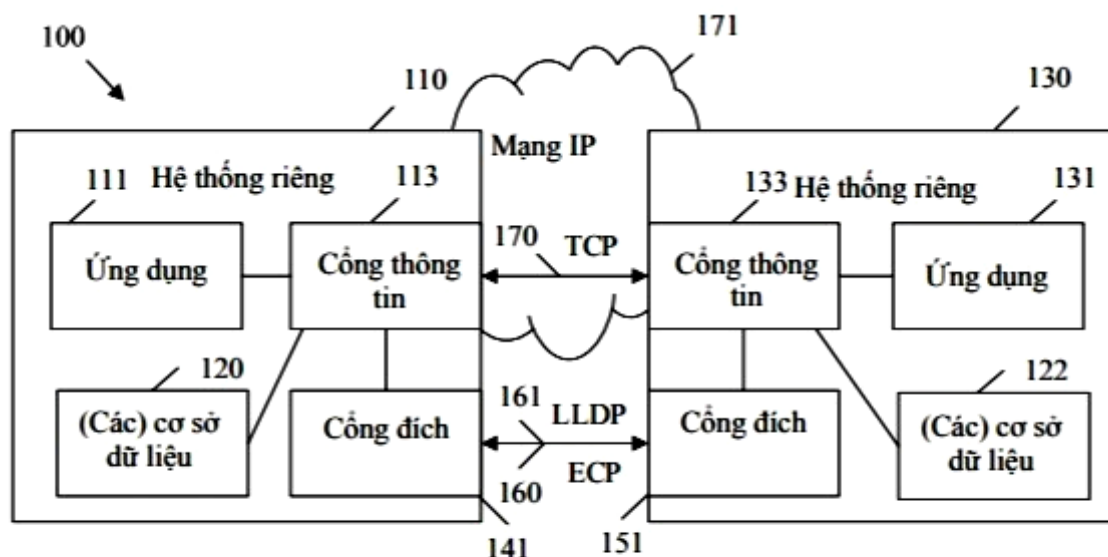 100
171
110
130
Mạng IP
Hệ thống riêng
111
113
133
Hệ thống riêng
131
Ứng dụng
Cổng thông
tin
170
TCP
Cổng thông
tin
Ứng dụng
120
(Các) cơ sở
dữ liệu
Cổng đích
161
LLDP
ECP
160
Cổng đích
122
(Các) cơ sở
dữ liệu
141
151